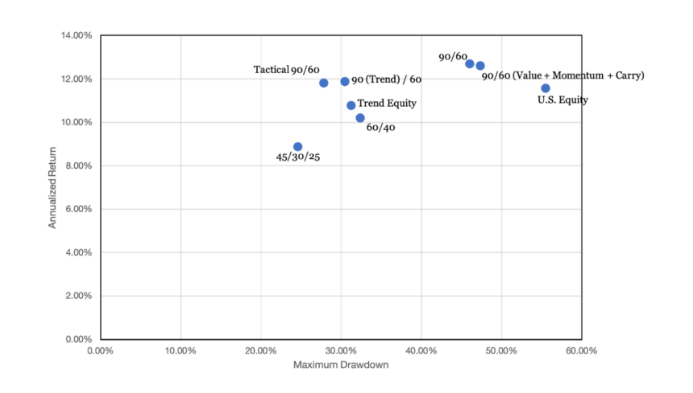 14.00%
90/60
Tactical 90/60
90 (Trend) / 60
90/60 (Value + Momentum + Carry)
12.00%
U.S. Equity
Trend Equity
10.00%
60/40
45/30/25
8.00%
Annualized Return
6.00%
4.00%
2.00%
0.00%
0.00% 10.00% 20.00% 30.00% 40.00% 50.00% 60.00%
Maximum Drawdown